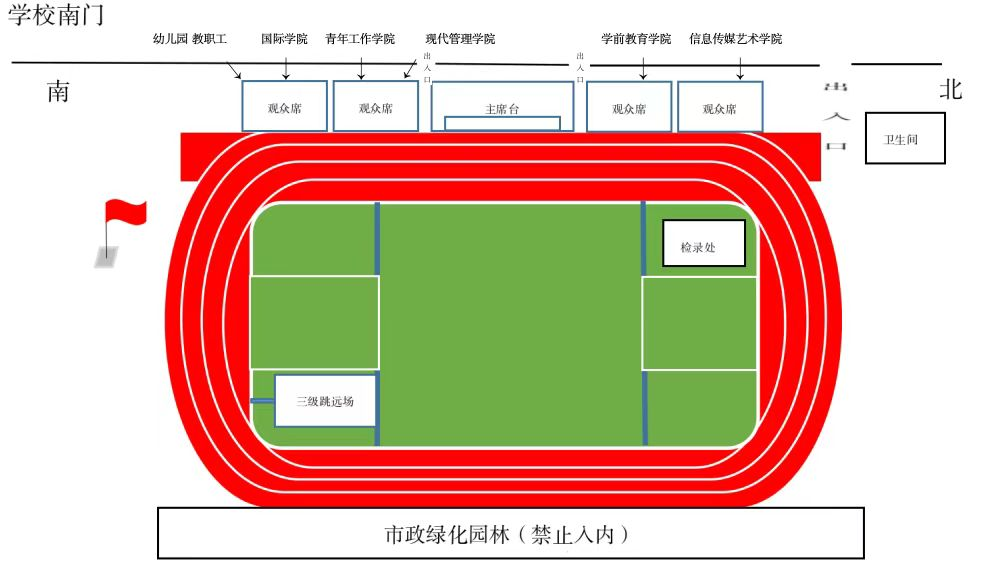 学校南门
幼儿园 教职工
国际学院
青年工作学院
现代管理学院
学前教育学院
信息传媒艺术学院
出入口
出入口
南
北
观众席
观众席
主席台
观众席
观众席
出入口
卫生间
检录处
三级跳远场
市政绿化园林（禁止入内）